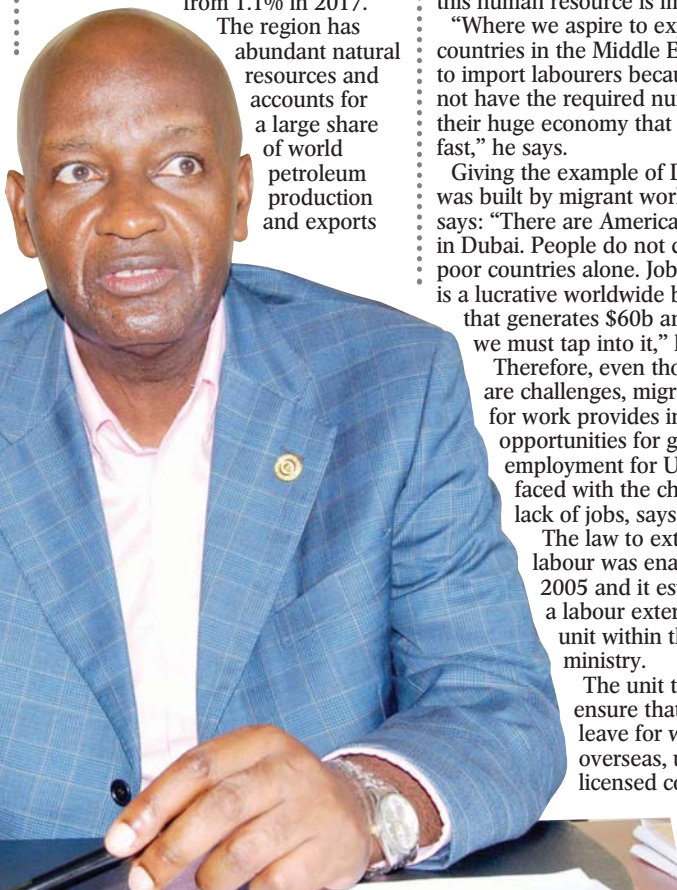 from 1.1% in 2017.
The region has
abundant natural
resources and
accounts for
a large share
of world
petroleum
production
and exports
this human resource is im
“Where we aspire to ex
countries in the Middle E
to import labourers becau
not have the required nu
their huge economy that
fast,” he says.
Giving the example of D
was built by migrant work
says: “There are America
in Dubai. People do not c
poor countries alone. Job
is a lucrative worldwide b
that generates $60b an
we must tap into it,” h
Therefore, even tho
are challenges, migra
for work provides in
opportunities for g
employment for U
faced with the ch
lack of jobs, says
The law to ext
labour was ena
2005 and it es
a labour exter
unit within th
ministry.
The unit t
ensure that
leave for w
overseas, u
licensed co